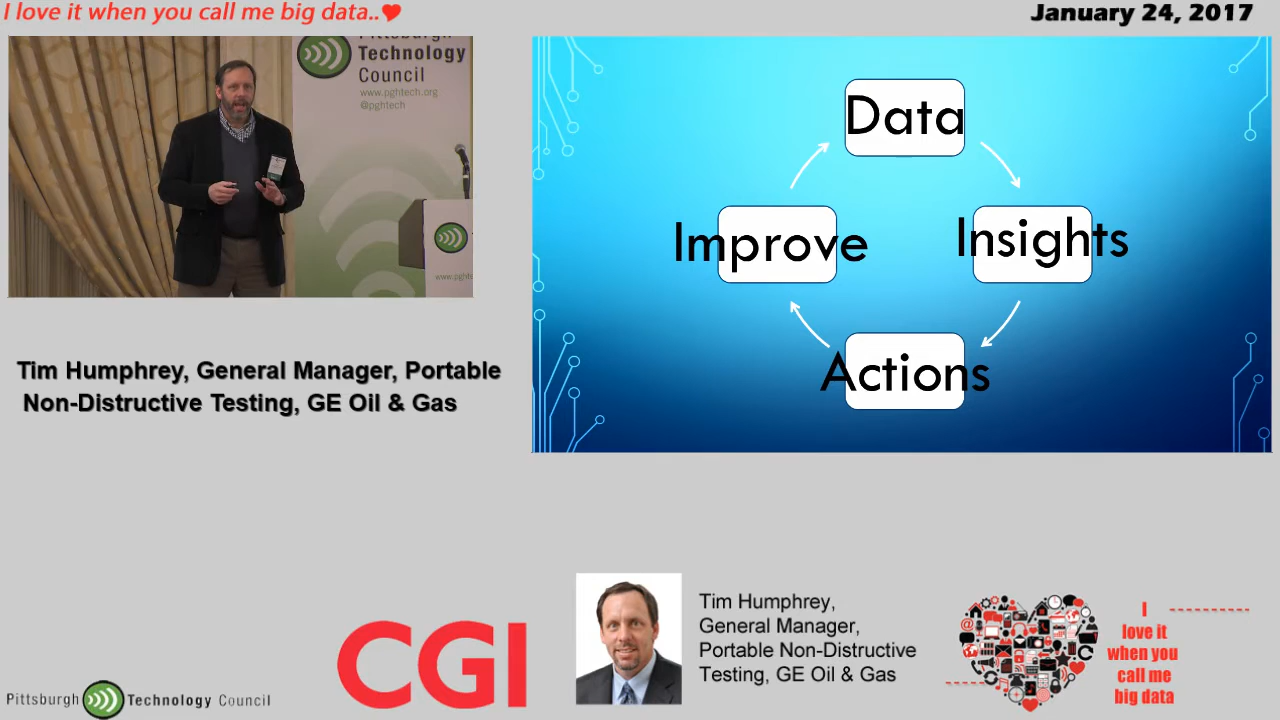 I love it when you call me big data..
January 24, 2017
Pittsburgh
Technology
Council
www.pghtech.org
@pghtech
www.pghte
Data
Improve
Insights
Actions
Tim Humphrey, General Manager, Portable
Non-Distructive Testing, GE Oil & Gas
Tim Humphrey,
General Manager,
Portable Non-Distructive
Testing, GE Oil & Gas
CGI
Pittsburgh Technology Council
I
love it
when you
call me
big data